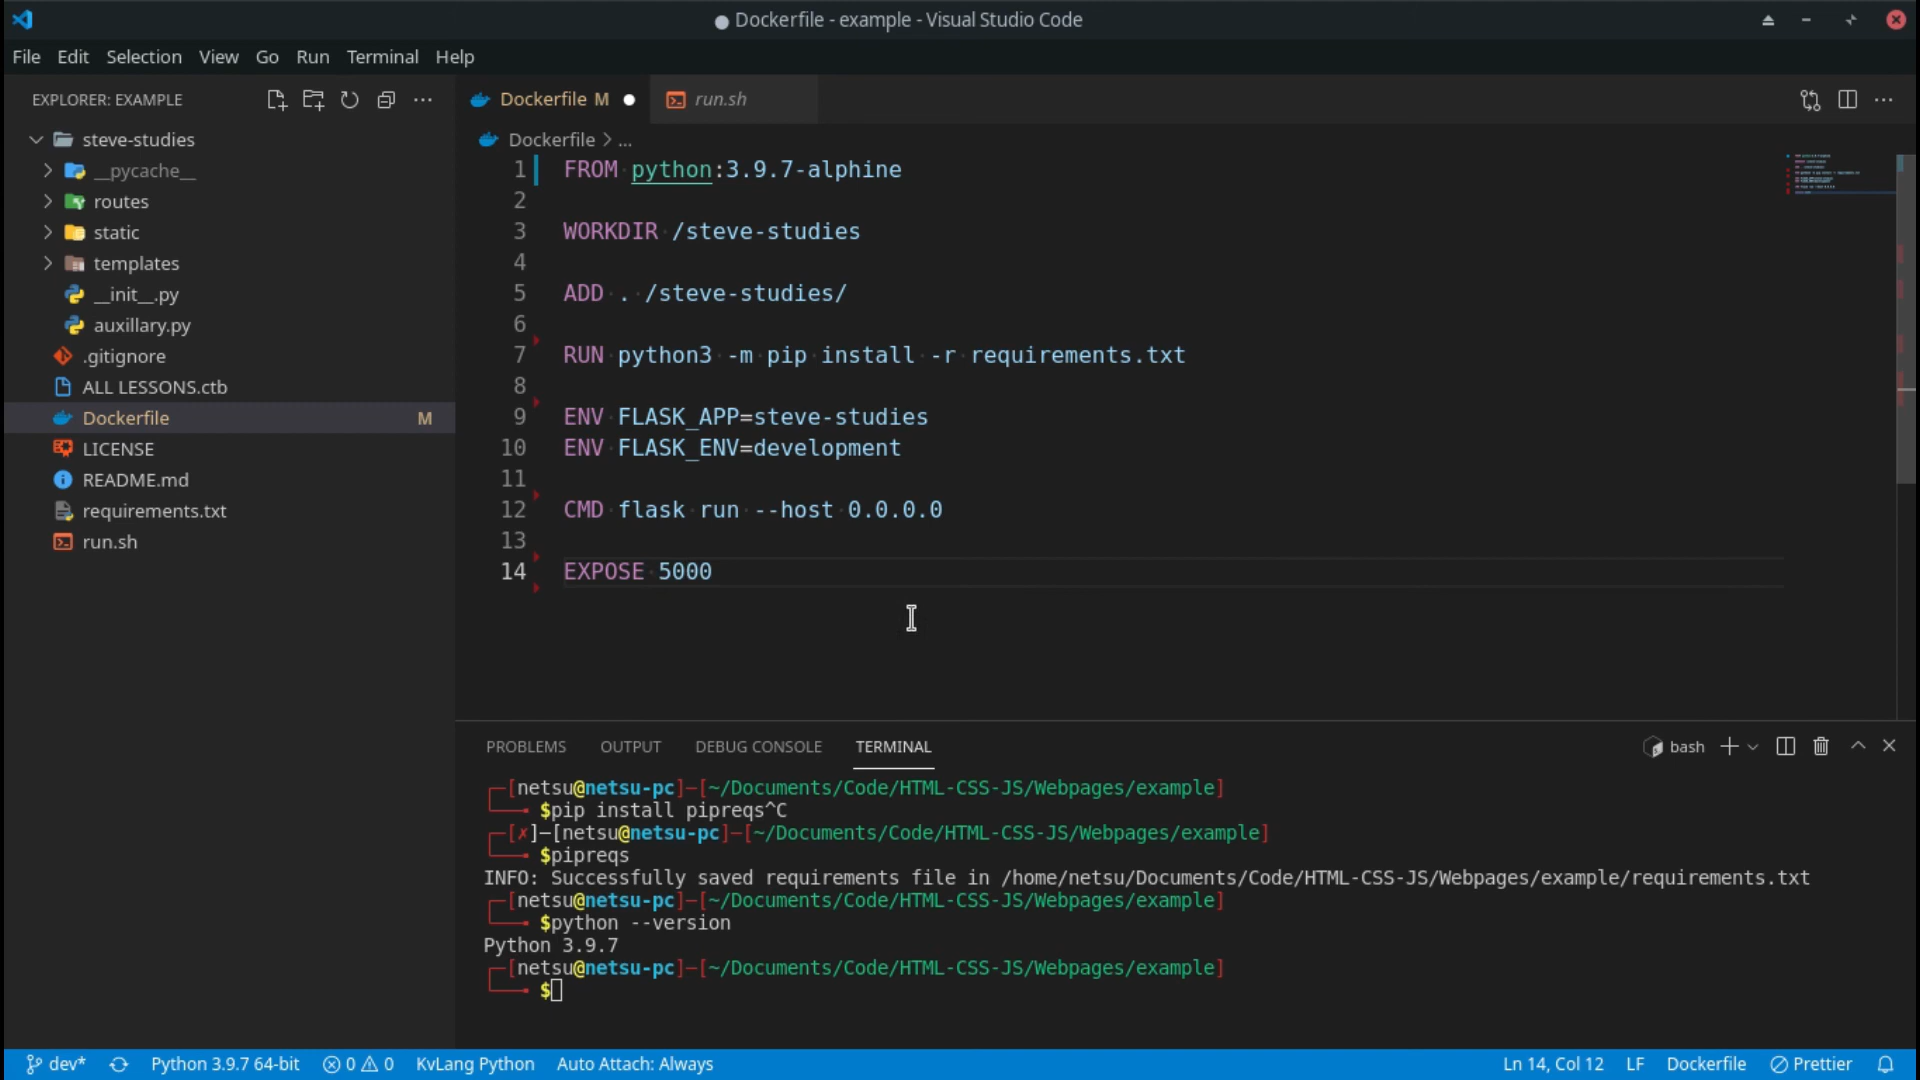 Dockerfile - example - Visual Studio Code
File Edit Selection View Go Run Terminal Help
EXPLORER: EXAMPLE
steve-studies
__pycache__
routes
static
templates
__init__.py
auxillary.py
.gitignore
ALL LESSONS.ctb
Dockerfile M
LICENSE
README.md
requirements.txt
run.sh
Dockerfile M run.sh
Dockerfile > ...
1 FROM python:3.9.7-alphine
2
3 WORKDIR /steve-studies
4
5 ADD . /steve-studies/
6
7 RUN python3 -m pip install -r requirements.txt
8
9 ENV FLASK_APP=steve-studies
10 ENV FLASK_ENV=development
11
12 CMD flask run --host 0.0.0.0
13
14 EXPOSE 5000
PROBLEMS OUTPUT DEBUG CONSOLE TERMINAL bash
[netsu@netsu-pc]-[~/Documents/Code/HTML-CSS-JS/Webpages/example]
$pip install pipreqs^C
[✗]-[netsu@netsu-pc]-[~/Documents/Code/HTML-CSS-JS/Webpages/example]
$pipreqs
INFO: Successfully saved requirements file in /home/netsu/Documents/Code/HTML-CSS-JS/Webpages/example/requirements.txt
[netsu@netsu-pc]-[~/Documents/Code/HTML-CSS-JS/Webpages/example]
$python --version
Python 3.9.7
[netsu@netsu-pc]-[~/Documents/Code/HTML-CSS-JS/Webpages/example]
$
dev* Python 3.9.7 64-bit 0 0 KvLang Python Auto Attach: Always Ln 14, Col 12 LF Dockerfile Prettier